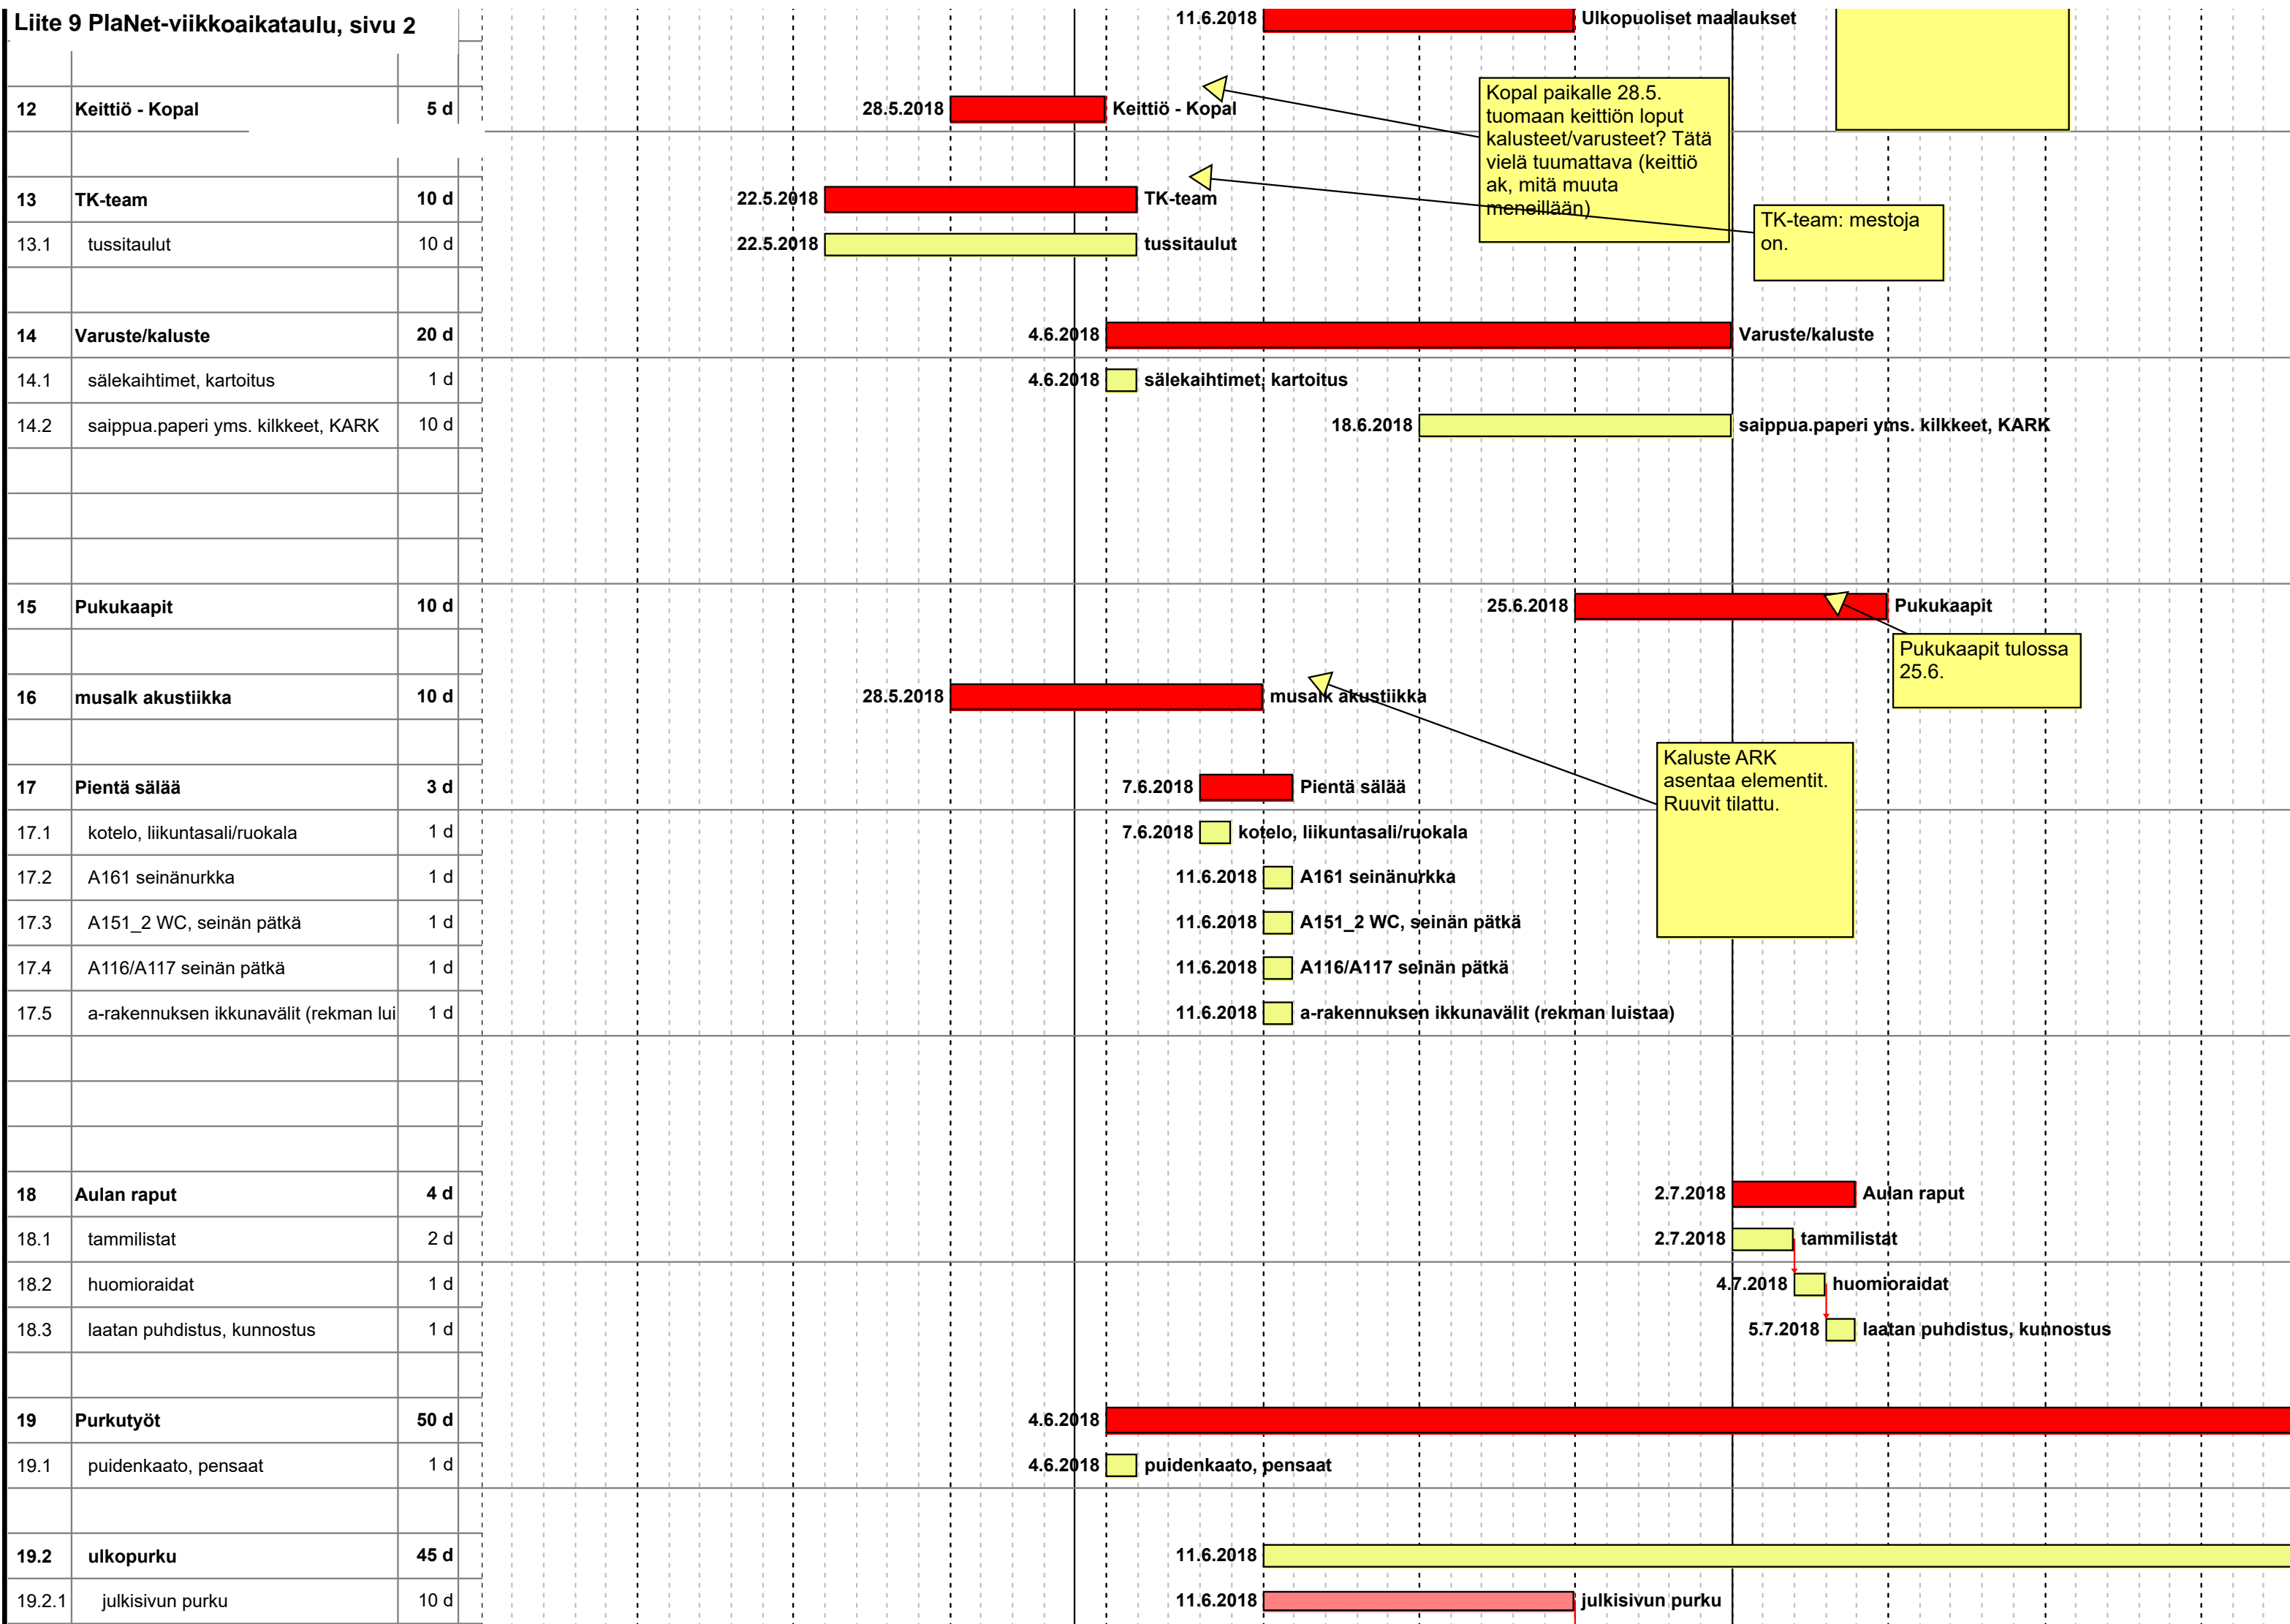 Liite 9 PlaNet-viikkoaikataulu, sivu 2
11.6.2018 Ulkopuoliset maalaukset
12 Keittiö - Kopal 5 d 28.5.2018 Keittiö - Kopal
Kopal paikalle 28.5.
tuomaan keittiön loput
kalusteet/varusteet? Tätä
vielä tuumattava (keittiö
ak, mitä muuta
meneillään)
13 TK-team 10 d 22.5.2018 TK-team
TK-team: mestoja
on.
13.1 tussitaulut 10 d 22.5.2018 tussitaulut
14 Varuste/kaluste 20 d 4.6.2018 Varuste/kaluste
14.1 sälekaihtimet, kartoitus 1 d 4.6.2018 sälekaihtimet, kartoitus
14.2 saippua.paperi yms. kilkkeet, KARK 10 d 18.6.2018 saippua.paperi yms. kilkkeet, KARK
15 Pukukaapit 10 d 25.6.2018 Pukukaapit
Pukukaapit tulossa
25.6.
16 musalk akustiikka 10 d 28.5.2018 musalk akustiikka
Kaluste ARK
asentaa elementit.
Ruuvit tilattu.
17 Pientä sälää 3 d 7.6.2018 Pientä sälää
17.1 kotelo, liikuntasali/ruokala 1 d 7.6.2018 kotelo, liikuntasali/ruokala
17.2 A161 seinänurkka 1 d 11.6.2018 A161 seinänurkka
17.3 A151_2 WC, seinän pätkä 1 d 11.6.2018 A151_2 WC, seinän pätkä
17.4 A116/A117 seinän pätkä 1 d 11.6.2018 A116/A117 seinän pätkä
17.5 a-rakennuksen ikkunavälit (rekman lui 1 d 11.6.2018 a-rakennuksen ikkunavälit (rekman luistaa)
18 Aulan raput 4 d 2.7.2018 Aulan raput
18.1 tammilistat 2 d 2.7.2018 tammilistat
18.2 huomioraidat 1 d 4.7.2018 huomioraidat
18.3 laatan puhdistus, kunnostus 1 d 5.7.2018 laatan puhdistus, kunnostus
19 Purkutyöt 50 d 4.6.2018
19.1 puidenkaato, pensaat 1 d 4.6.2018 puidenkaato, pensaat
19.2 ulkopurku 45 d 11.6.2018
19.2.1 julkisivun purku 10 d 11.6.2018 julkisivun purku